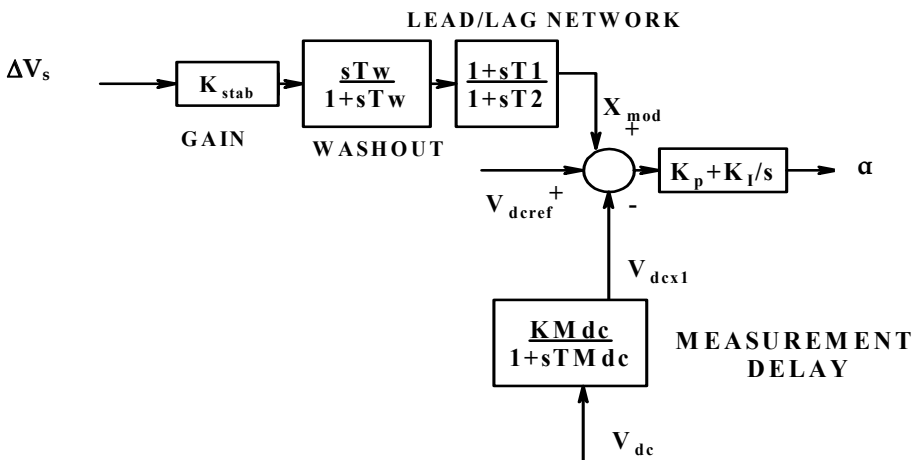 LEAD/LAG NETWORK
ΔVs
Kstab
sTw
1+sTw
1+sT1
1+sT2
GAIN
WASHOUT
Xmod
+
Vdcref
+
-
Kp+KI/s
α
Vdcx1
KMdc
1+sTMdc
MEASUREMENT
DELAY
Vdc